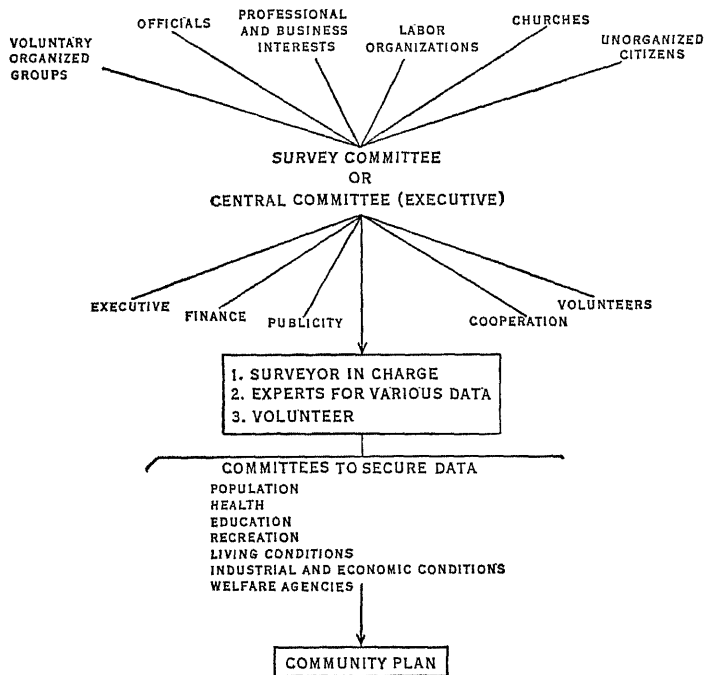 VOLUNTARY
ORGANIZED
GROUPS
OFFICIALS
PROFESSIONAL
AND BUSINESS
INTERESTS
LABOR
ORGANIZATIONS
CHURCHES
UNORGANIZED
CITIZENS
SURVEY COMMITTEE
OR
CENTRAL COMMITTEE (EXECUTIVE)
EXECUTIVE
FINANCE
PUBLICITY
COOPERATION
VOLUNTEERS
1. SURVEYOR IN CHARGE
2. EXPERTS FOR VARIOUS DATA
3. VOLUNTEER
COMMITTEES TO SECURE DATA
POPULATION
HEALTH
EDUCATION
RECREATION
LIVING CONDITIONS
INDUSTRIAL AND ECONOMIC CONDITIONS
WELFARE AGENCIES
COMMUNITY PLAN